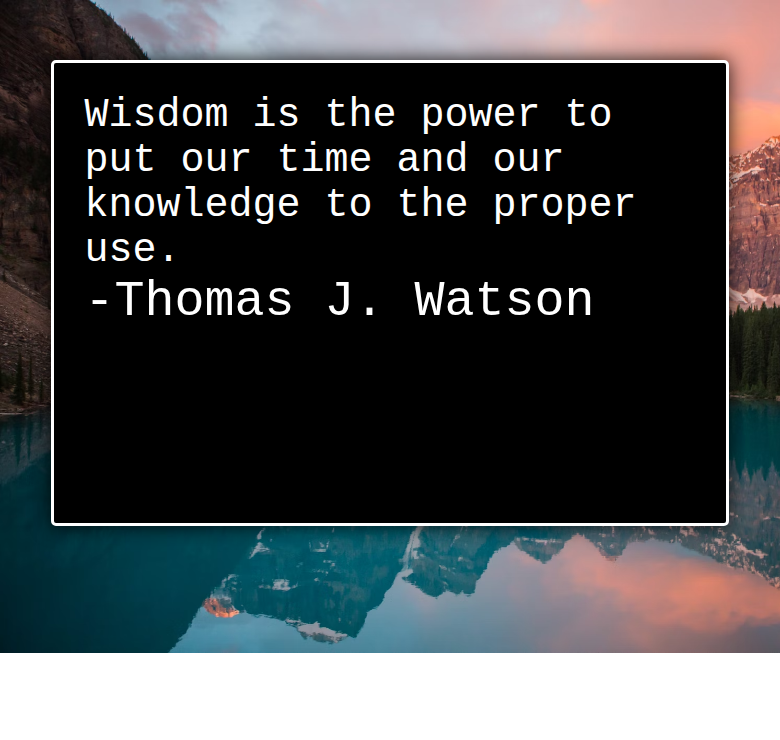 Wisdom is the power to
put our time and our
knowledge to the proper
use.
-Thomas J. Watson